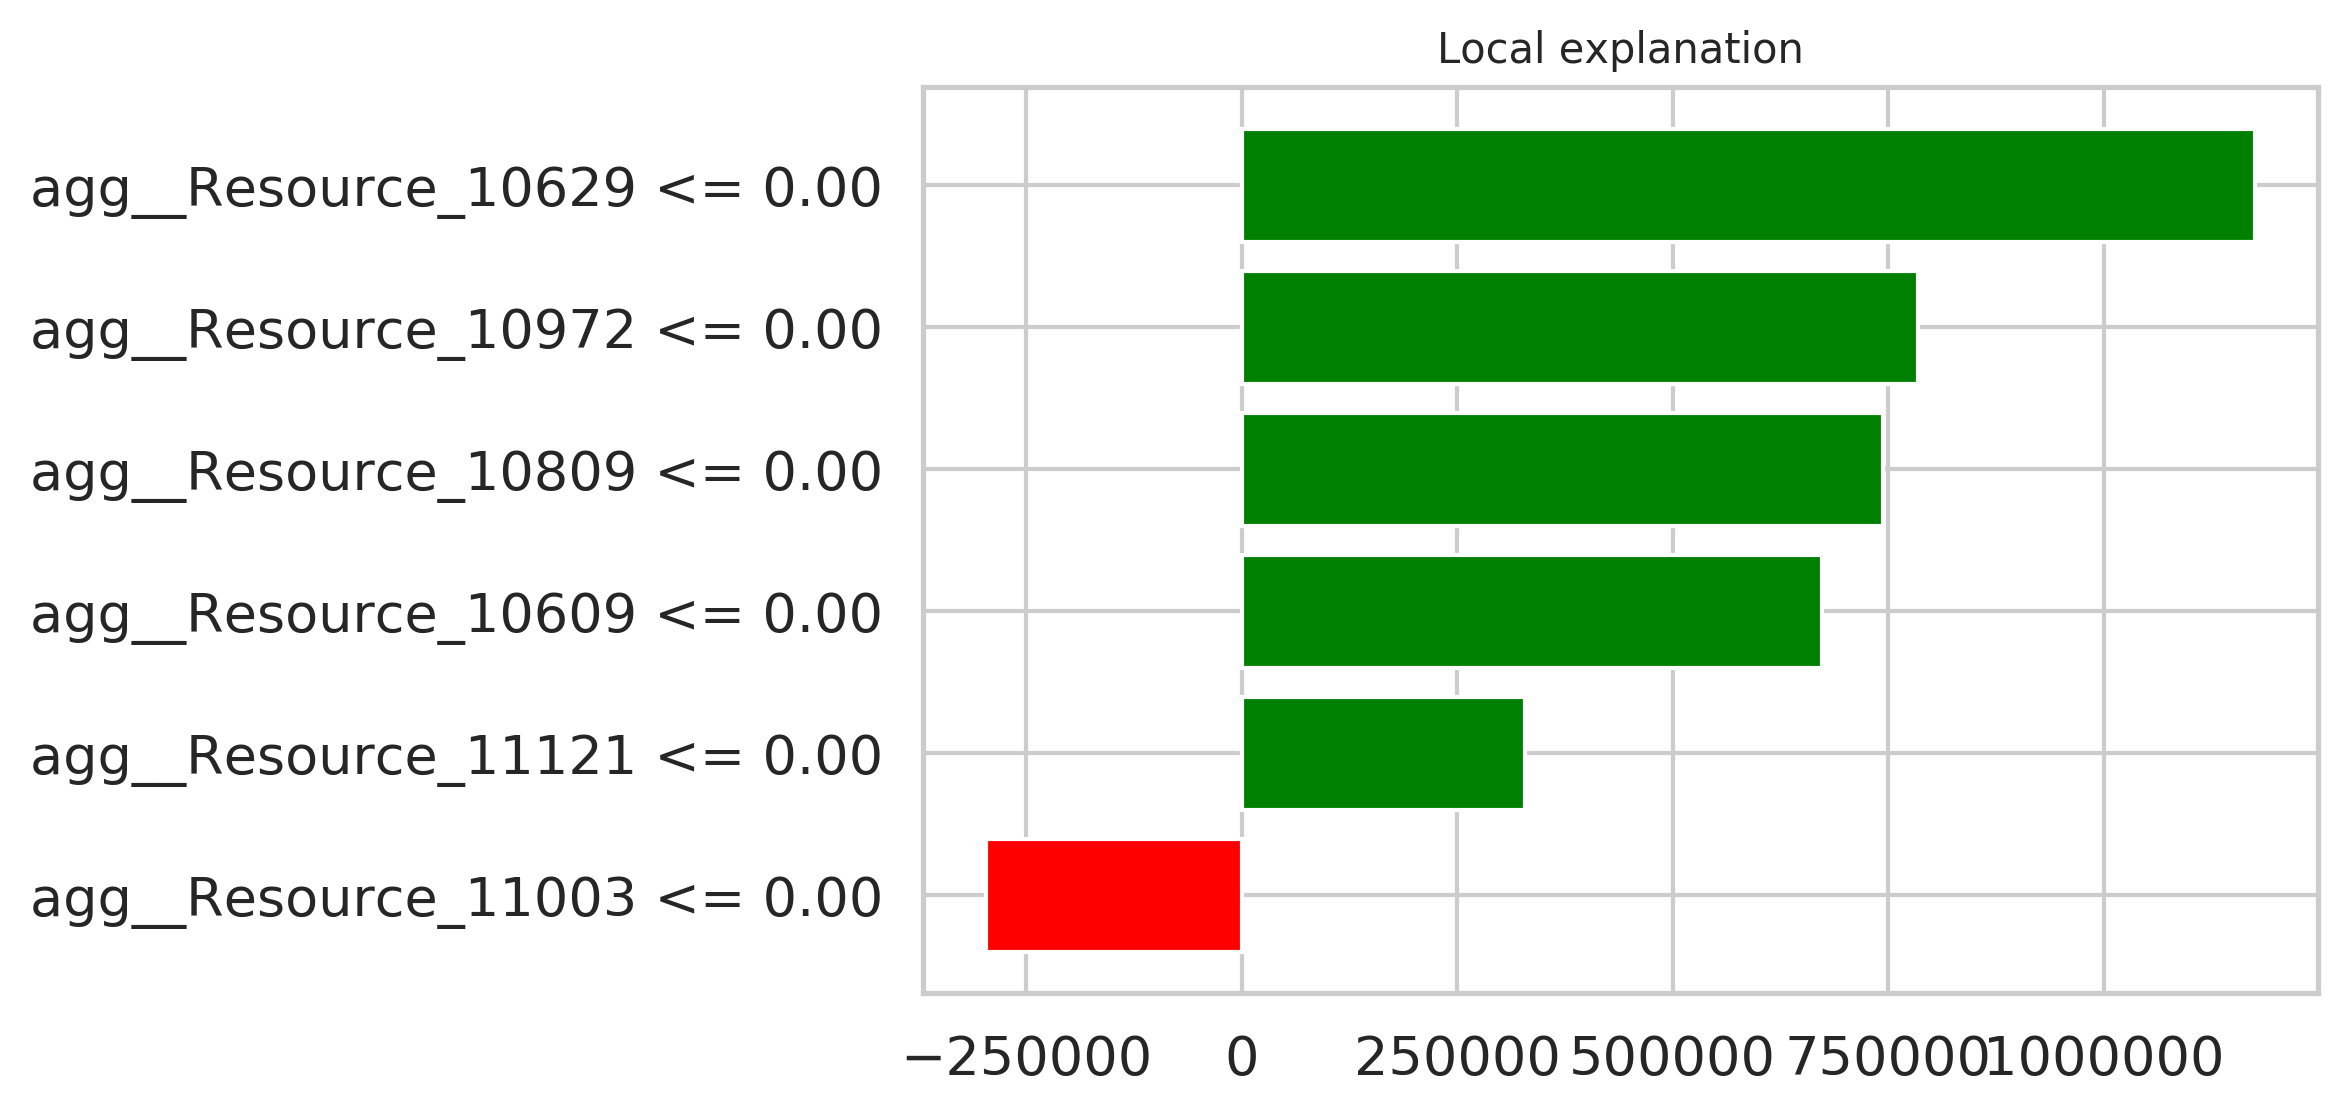 Local explanation
agg__Resource_10629 <= 0.00
agg__Resource_10972 <= 0.00
agg__Resource_10809 <= 0.00
agg__Resource_10609 <= 0.00
agg__Resource_11121 <= 0.00
agg__Resource_11003 <= 0.00
−250000 0 250000 500000 750000 1000000